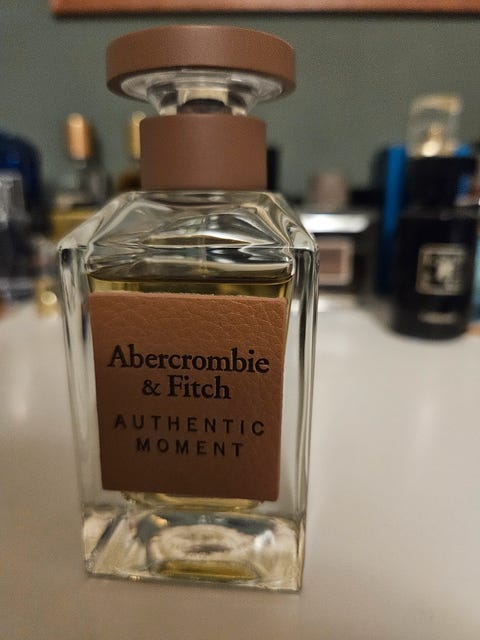 Abercrombie
& Fitch
AUTHENTIC
MOMENT